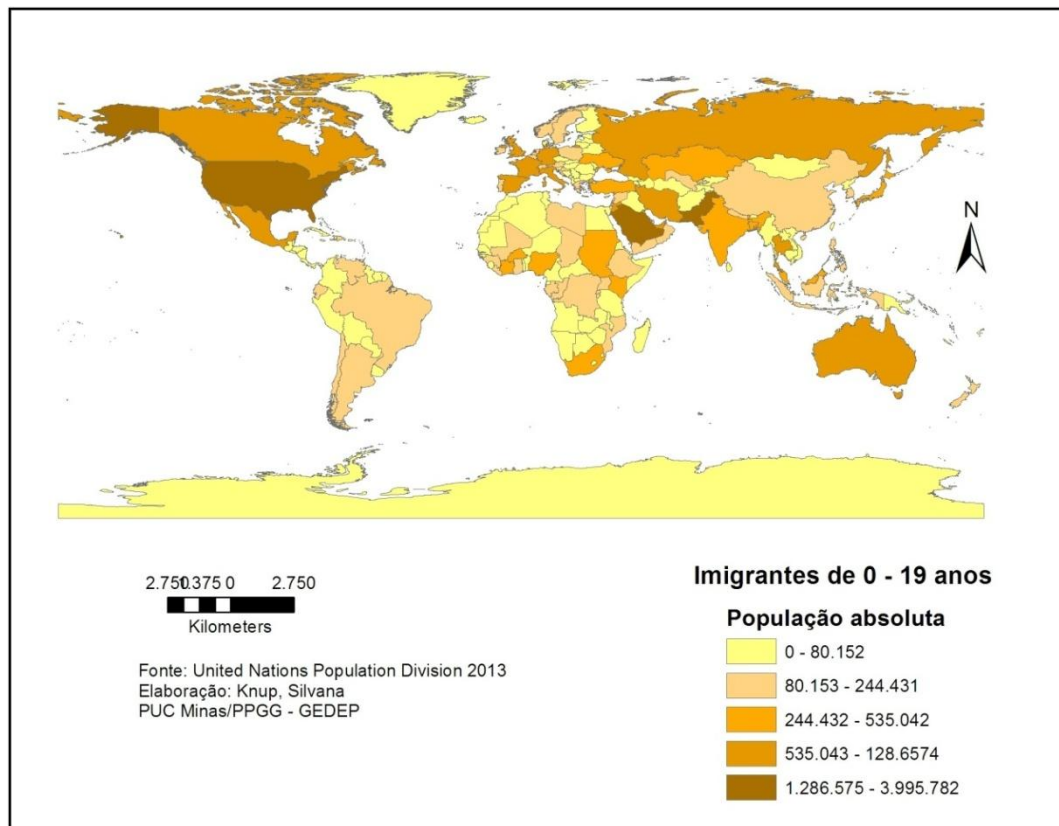 N
2.750 1.375 0 2.750
Kilometers
Fonte: United Nations Population Division 2013
Elaboração: Knup, Silvana
PUC Minas/PPGG - GEDEP
Imigrantes de 0 - 19 anos
População absoluta
0 - 80.152
80.153 - 244.431
244.432 - 535.042
535.043 - 128.6574
1.286.575 - 3.995.782